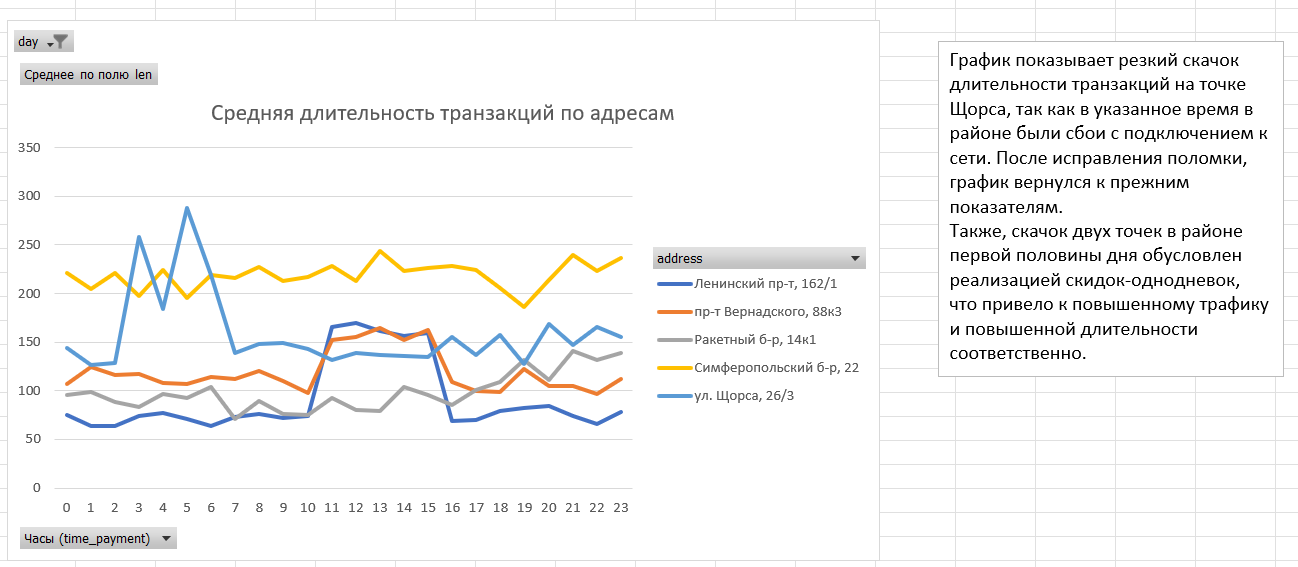 day
Среднее по полю len
Средняя длительность транзакций по адресам
350
300
250
200
150
100
50
0
0 1 2 3 4 5 6 7 8 9 10 11 12 13 14 15 16 17 18 19 20 21 22 23
Часы (time_payment)
address
Ленинский пр-т, 162/1
пр-т Вернадского, 88к3
Ракетный б-р, 14к1
Симферопольский б-р, 22
ул. Щорса, 26/3
График показывает резкий скачок
длительности транзакций на точке
Щорса, так как в указанное время в
районе были сбои с подключением к
сети. После исправления поломки,
график вернулся к прежним
показателям.
Также, скачок двух точек в районе
первой половины дня обусловлен
реализацией скидок-однодневок,
что привело к повышенному трафику
и повышенной длительности
соответственно.